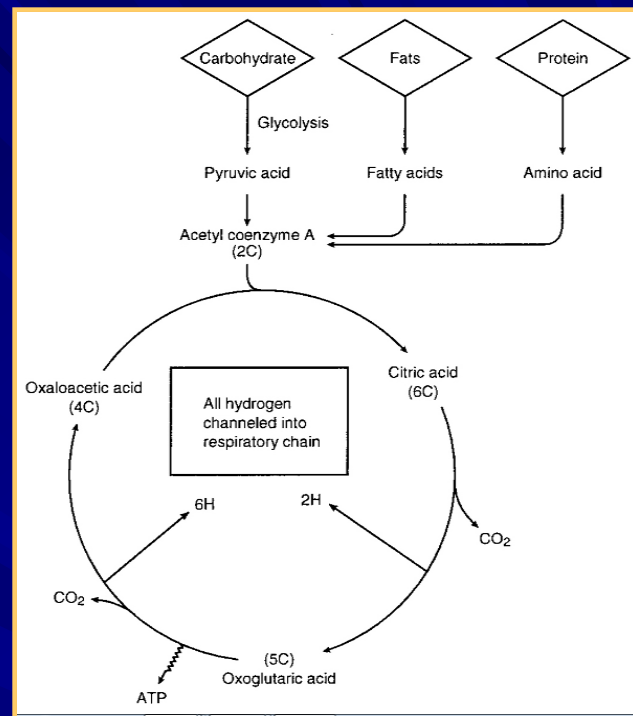 Carbohydrate
Fats
Protein
Glycolysis
Pyruvic acid
Fatty acids
Amino acid
Acetyl coenzyme A
(2C)
Oxaloacetic acid
(4C)
Citric acid
(6C)
All hydrogen
channeled into
respiratory chain
6H
2H
CO₂
CO₂
(5C)
Oxoglutaric acid
ATP